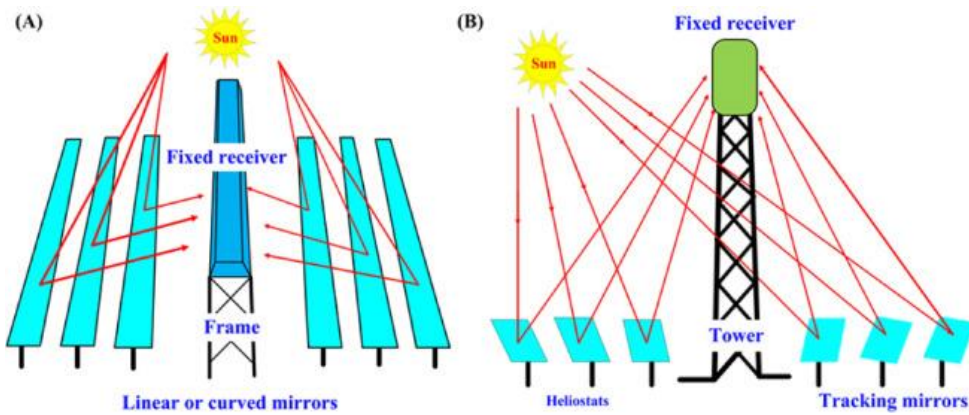 (A)
Sun
Fixed receiver
Frame
Linear or curved mirrors
(B)
Fixed receiver
Sun
Tower
Heliostats
Tracking mirrors